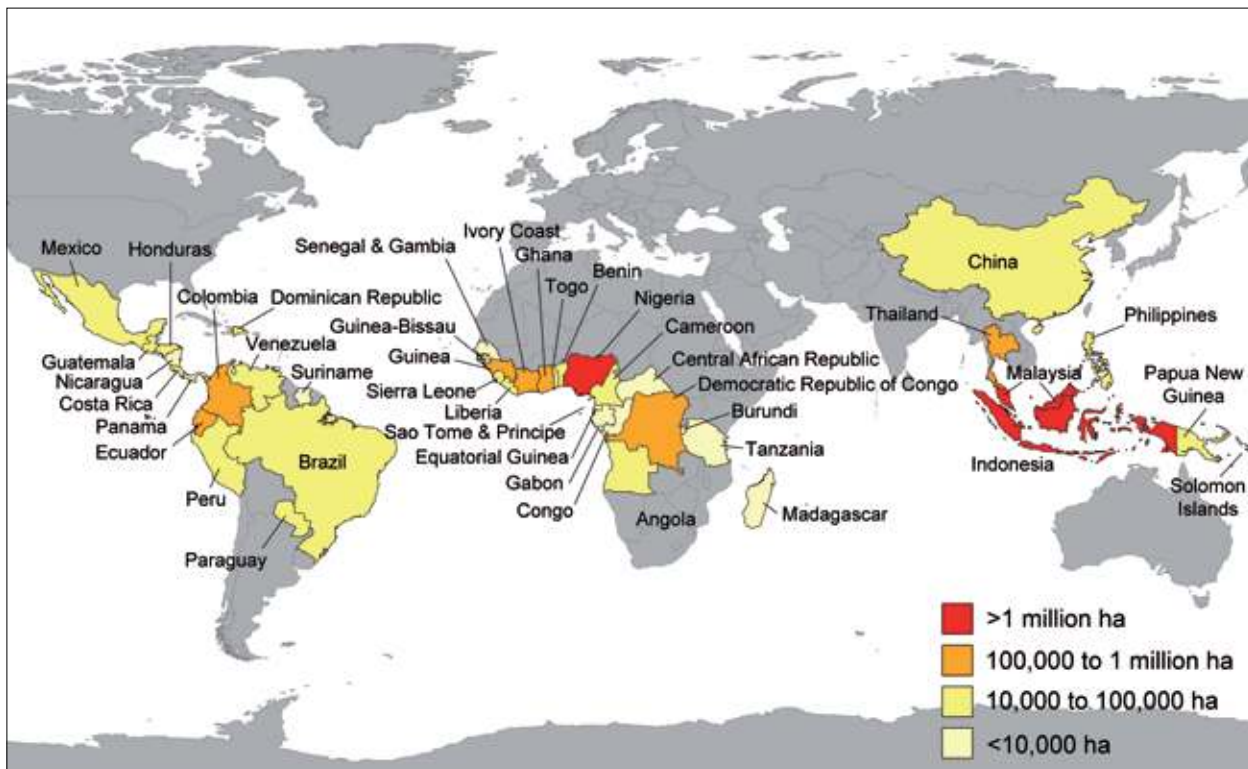 Mexico
Honduras
Colombia
Dominican Republic
Guatemala
Venezuela
Nicaragua
Suriname
Costa Rica
Panama
Ecuador
Peru
Brazil
Paraguay
Senegal & Gambia
Ivory Coast
Ghana
Togo
Benin
Nigeria
Guinea-Bissau
Cameroon
Guinea
Central African Republic
Sierra Leone
Democratic Republic of Congo
Liberia
Burundi
Sao Tome & Principe
Tanzania
Equatorial Guinea
Gabon
Congo
Angola
Madagascar
China
Thailand
Philippines
Malaysia
Papua New
Guinea
Indonesia
Solomon
Islands
>1 million ha
100,000 to 1 million ha
10,000 to 100,000 ha
<10,000 ha